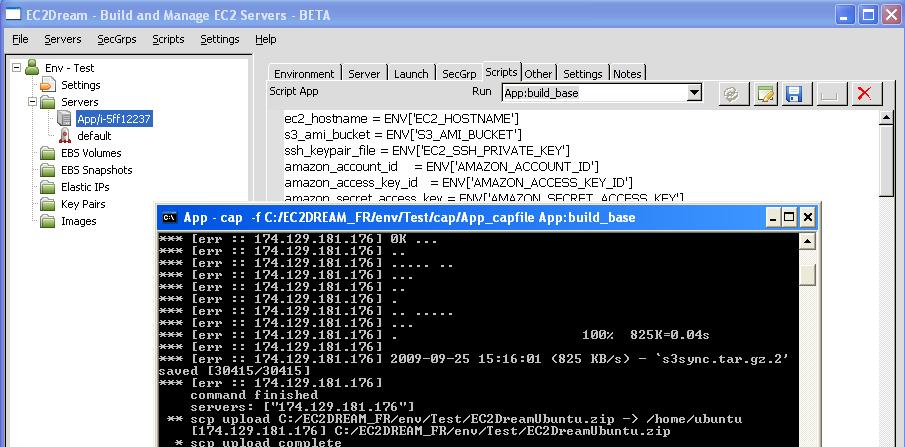 EC2Dream - Build and Manage EC2 Servers - BETA
File Servers SecGrps Scripts Settings Help
Env - Test
Settings
Servers
App/i-5ff12237
default
EBS Volumes
EBS Snapshots
Elastic IPs
Key Pairs
Images
Environment Server Launch SecGrp Scripts Other Settings Notes
Script App Run App:build_base
ec2_hostname = ENV['EC2_HOSTNAME']
s3_ami_bucket = ENV['S3_AMI_BUCKET']
ssh_keypair_file = ENV['EC2_SSH_PRIVATE_KEY']
amazon_account_id = ENV['AMAZON_ACCOUNT_ID']
amazon_access_key_id = ENV['AMAZON_ACCESS_KEY_ID']
amazon_secret_access_key = ENV['AMAZON_SECRET_ACCESS_KEY']
App - cap -f C:/EC2DREAM_FR/env/Test/cap/App_capfile App:build_base
*** [err :: 174.129.181.176] 0K ...
*** [err :: 174.129.181.176] ..
*** [err :: 174.129.181.176] ..... ..
*** [err :: 174.129.181.176] ...
*** [err :: 174.129.181.176] ..
*** [err :: 174.129.181.176] .
*** [err :: 174.129.181.176] .. .....
*** [err :: 174.129.181.176] ...
*** [err :: 174.129.181.176] . 100% 825K=0.04s
*** [err :: 174.129.181.176]
*** [err :: 174.129.181.176] 2009-09-25 15:16:01 (825 KB/s) - `s3sync.tar.gz.2'
saved [30415/30415]
*** [err :: 174.129.181.176]
command finished
servers: ["174.129.181.176"]
** scp upload C:/EC2DREAM_FR/env/Test/EC2DreamUbuntu.zip -> /home/ubuntu
[174.129.181.176] C:/EC2DREAM_FR/env/Test/EC2DreamUbuntu.zip
* scp upload complete